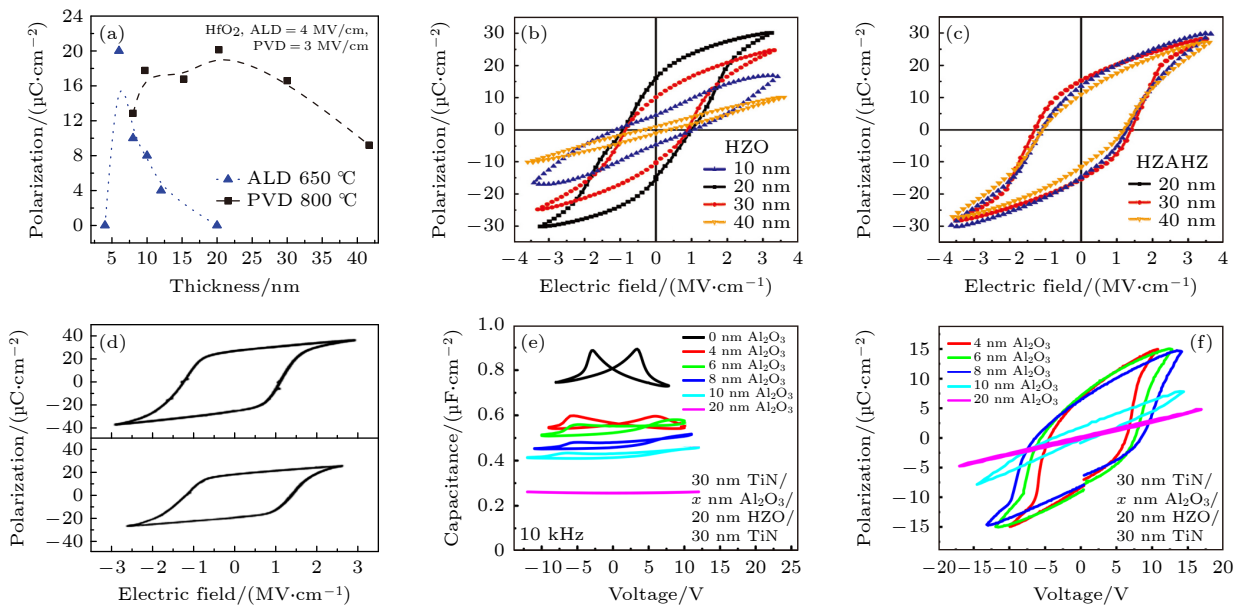 (a)
HfO₂, ALD = 4 MV/cm,
PVD = 3 MV/cm
Polarization/(µC·cm⁻²)
24
20
16
12
8
4
0
ALD 650 ℃
PVD 800 ℃
5 10 15 20 25 30 35 40
Thickness/nm
(b)
Polarization/(µC·cm⁻²)
30
20
10
0
−10
−20
−30
HZO
10 nm
20 nm
30 nm
40 nm
−4 −3 −2 −1 0 1 2 3 4
Electric field/(MV·cm⁻¹)
(c)
Polarization/(µC·cm⁻²)
30
20
10
0
−10
−20
−30
HZAHZ
20 nm
30 nm
40 nm
−4 −3 −2 −1 0 1 2 3 4
Electric field/(MV·cm⁻¹)
(d)
Polarization/(µC·cm⁻²)
40
20
0
−20
−40
40
20
0
−20
−40
−3 −2 −1 0 1 2 3
Electric field/(MV·cm⁻¹)
(e)
Capacitance/(µF·cm⁻²)
1.0
0.8
0.6
0.4
0.2
0
0 nm Al₂O₃
4 nm Al₂O₃
6 nm Al₂O₃
8 nm Al₂O₃
10 nm Al₂O₃
20 nm Al₂O₃
30 nm TiN/
x nm Al₂O₃/
20 nm HZO/
30 nm TiN
10 kHz
−10 −5 0 5 10 15 20 25
Voltage/V
(f)
Polarization/(µC·cm⁻²)
15
10
5
0
−5
−10
−15
4 nm Al₂O₃
6 nm Al₂O₃
8 nm Al₂O₃
10 nm Al₂O₃
20 nm Al₂O₃
30 nm TiN/
x nm Al₂O₃/
20 nm HZO/
30 nm TiN
−20 −15 −10 −5 0 5 10 15 20
Voltage/V